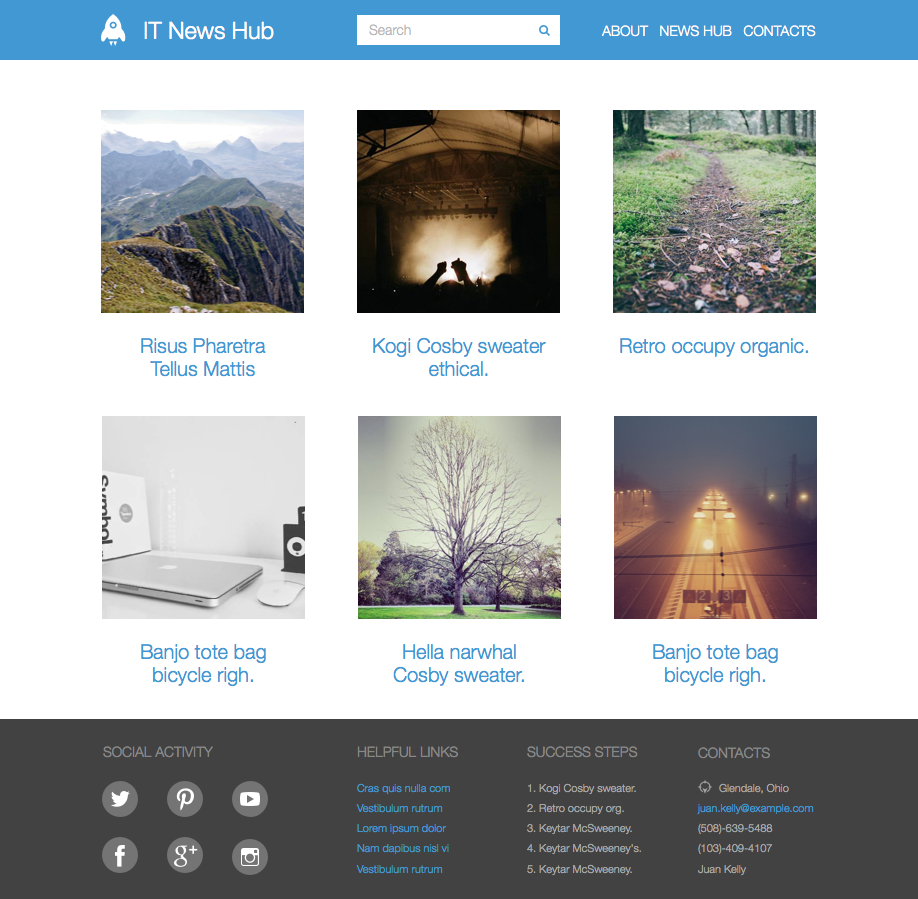 IT News Hub
Search
ABOUT NEWS HUB CONTACTS
Risus Pharetra
Tellus Mattis
Kogi Cosby sweater
ethical.
Retro occupy organic.
Symbol
Banjo tote bag
bicycle righ.
Hella narwhal
Cosby sweater.
Banjo tote bag
bicycle righ.
SOCIAL ACTIVITY
HELPFUL LINKS
Cras quis nulla com
Vestibulum rutrum
Lorem ipsum dolor
Nam dapibus nisl vi
Vestibulum rutrum
SUCCESS STEPS
1. Kogi Cosby sweater.
2. Retro occupy org.
3. Keytar McSweeney.
4. Keytar McSweeney's.
5. Keytar McSweeney.
CONTACTS
Glendale, Ohio
juan.kelly@example.com
(508)-639-5488
(103)-409-4107
Juan Kelly